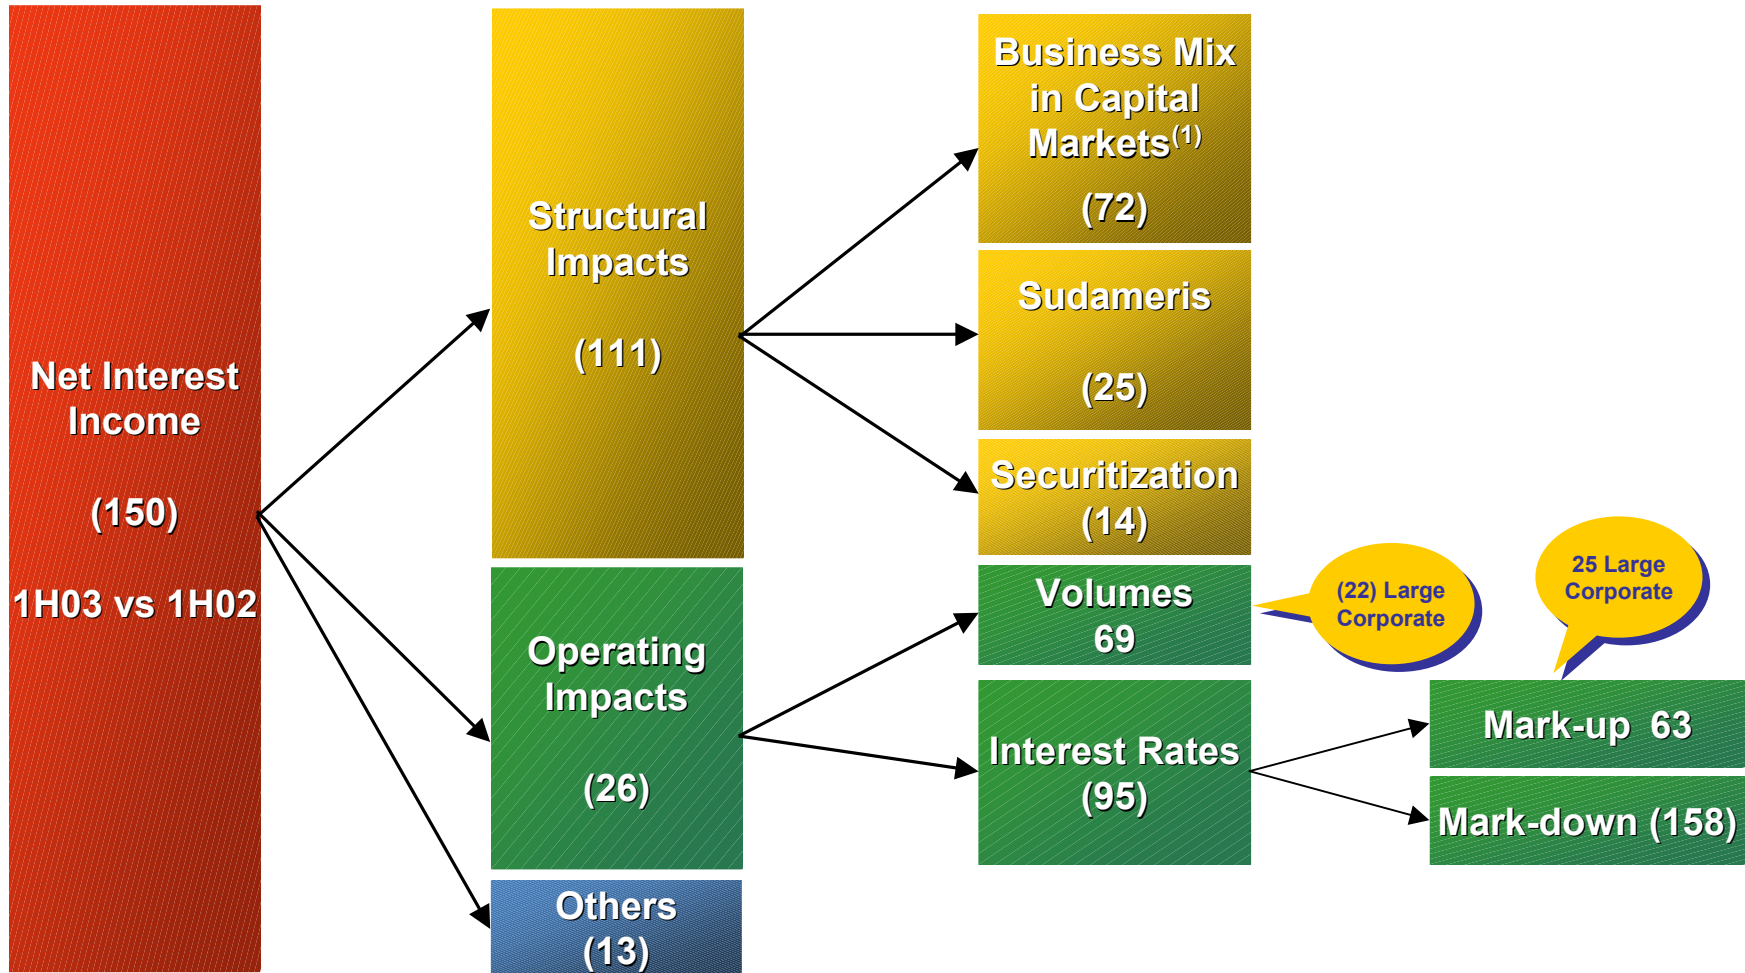 Net Interest
Income
(150)
1H03 vs 1H02
Structural
Impacts
(111)
Operating
Impacts
(26)
Others
(13)
Business Mix
in Capital
Markets(1)
(72)
Sudameris
(25)
Securitization
(14)
Volumes
69
(22) Large
Corporate
Interest Rates
(95)
25 Large
Corporate
Mark-up 63
Mark-down (158)